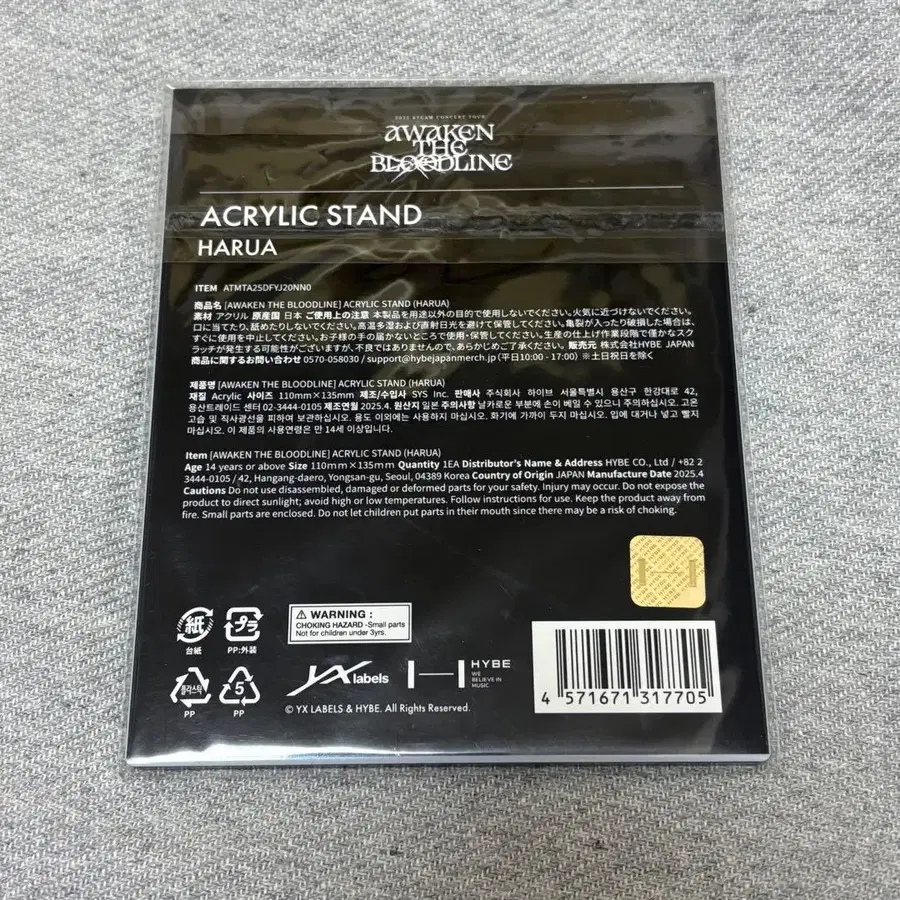 2025 &TEAM CONCERT TOUR
AWAKEN
THE
BLOODLINE
ACRYLIC STAND
HARUA
ITEM ATMTA25DFYJ20NN0
商品名 [AWAKEN THE BLOODLINE] ACRYLIC STAND (HARUA)
素材 アクリル 原産国 日本 ご使用上の注意 本製品を用途以外の目的で使用しないでください。火気に近づけないでください。
口に当てたり、舐めたりしないでください。高温多湿および直射日光を避けて保管してください。亀裂が入ったり破損した場合は、
すぐに使用を中止してください。お子様の手の届かないところで使用・保管してください。生産の仕上げ作業段階で僅かなスク
ラッチが発生する可能性がございますが、不良ではありませんので、あらかじめご了承ください。 販売元 株式会社HYBE JAPAN
商品に関するお問い合わせ 0570-058030 / support@hybejapanmerch.jp (平日10:00 - 17:00) ※土日祝日を除く
제품명 [AWAKEN THE BLOODLINE] ACRYLIC STAND (HARUA)
재질 Acrylic 사이즈 110mm×135mm 제조/수입사 SYS Inc. 판매사 주식회사 하이브 서울특별시 용산구 한강대로 42,
용산트레이드 센터 02-3444-0105 제조연월 2025.4. 원산지 일본 주의사항 날카로운 부분에 손이 베일 수 있으니 주의하십시오. 고온
고습 및 직사광선을 피하여 보관하십시오. 용도 이외에는 사용하지 마십시오. 화기에 가까이 두지 마십시오. 입에 대거나 넣고 빨지
마십시오. 이 제품의 사용연령은 만 14세 이상입니다.
Item [AWAKEN THE BLOODLINE] ACRYLIC STAND (HARUA)
Age 14 years or above Size 110mm×135mm Quantity 1EA Distributor's Name & Address HYBE CO., Ltd / +82 2
3444-0105 / 42, Hangang-daero, Yongsan-gu, Seoul, 04389 Korea Country of Origin JAPAN Manufacture Date 2025.4
Cautions Do not use disassembled, damaged or deformed parts for your safety. Injury may occur. Do not expose the
product to direct sunlight; avoid high or low temperatures. Follow instructions for use. Keep the product away from
fire. Small parts are enclosed. Do not let children put parts in their mouth since there may be a risk of choking.
紙
台紙
プラ
PP:外装
WARNING :
CHOKING HAZARD -Small parts
Not for children under 3yrs.
플라스틱
PP
5
PP
YX labels
HYBE
WE
BELIEVE IN
MUSIC
© YX LABELS & HYBE. All Rights Reserved.
4 571671 317705